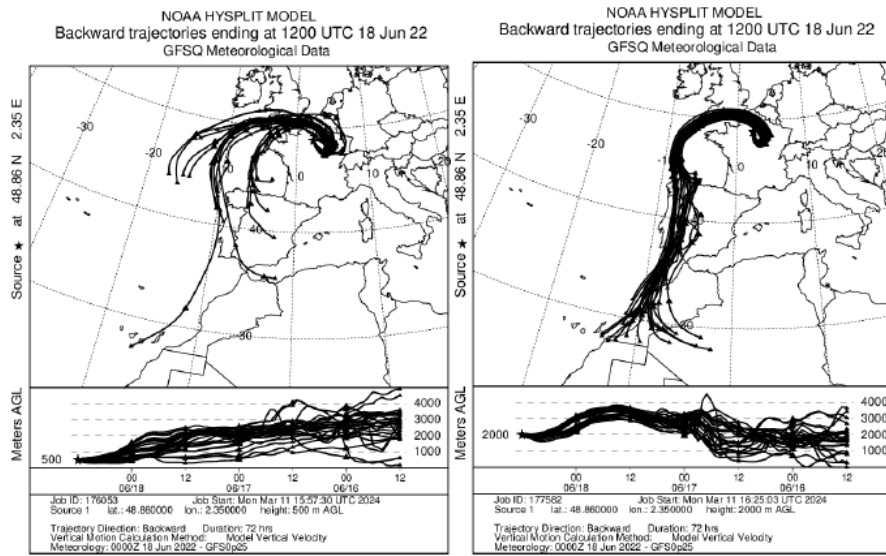 NOAA HYSPLIT MODEL
Backward trajectories ending at 1200 UTC 18 Jun 22
GFSQ Meteorological Data
Source ★ at 48.86 N 2.35 E
-30
-20
0
0
10
20
-40
-30
Meters AGL
500
4000
3000
2000
1000
00 12 00 12 00 12
06/18 06/17 06/16
Job ID: 176053 Job Start: Mon Mar 11 15:57:30 UTC 2024
Source 1 lat.: 48.860000 lon.: 2.350000 height: 500 m AGL
Trajectory Direction: Backward Duration: 72 hrs
Vertical Motion Calculation Method: Model Vertical Velocity
Meteorology: 0000Z 18 Jun 2022 - GFS0p25
NOAA HYSPLIT MODEL
Backward trajectories ending at 1200 UTC 18 Jun 22
GFSQ Meteorological Data
Source ★ at 48.86 N 2.35 E
-30
-20
0
10
20
Meters AGL
2000
4000
3000
2000
1000
00 12 00 12 00 12
06/18 06/17 06/16
Job ID: 177582 Job Start: Mon Mar 11 16:25:03 UTC 2024
Source 1 lat.: 48.860000 lon.: 2.350000 height: 2000 m AGL
Trajectory Direction: Backward Duration: 72 hrs
Vertical Motion Calculation Method: Model Vertical Velocity
Meteorology: 0000Z 18 Jun 2022 - GFS0p25